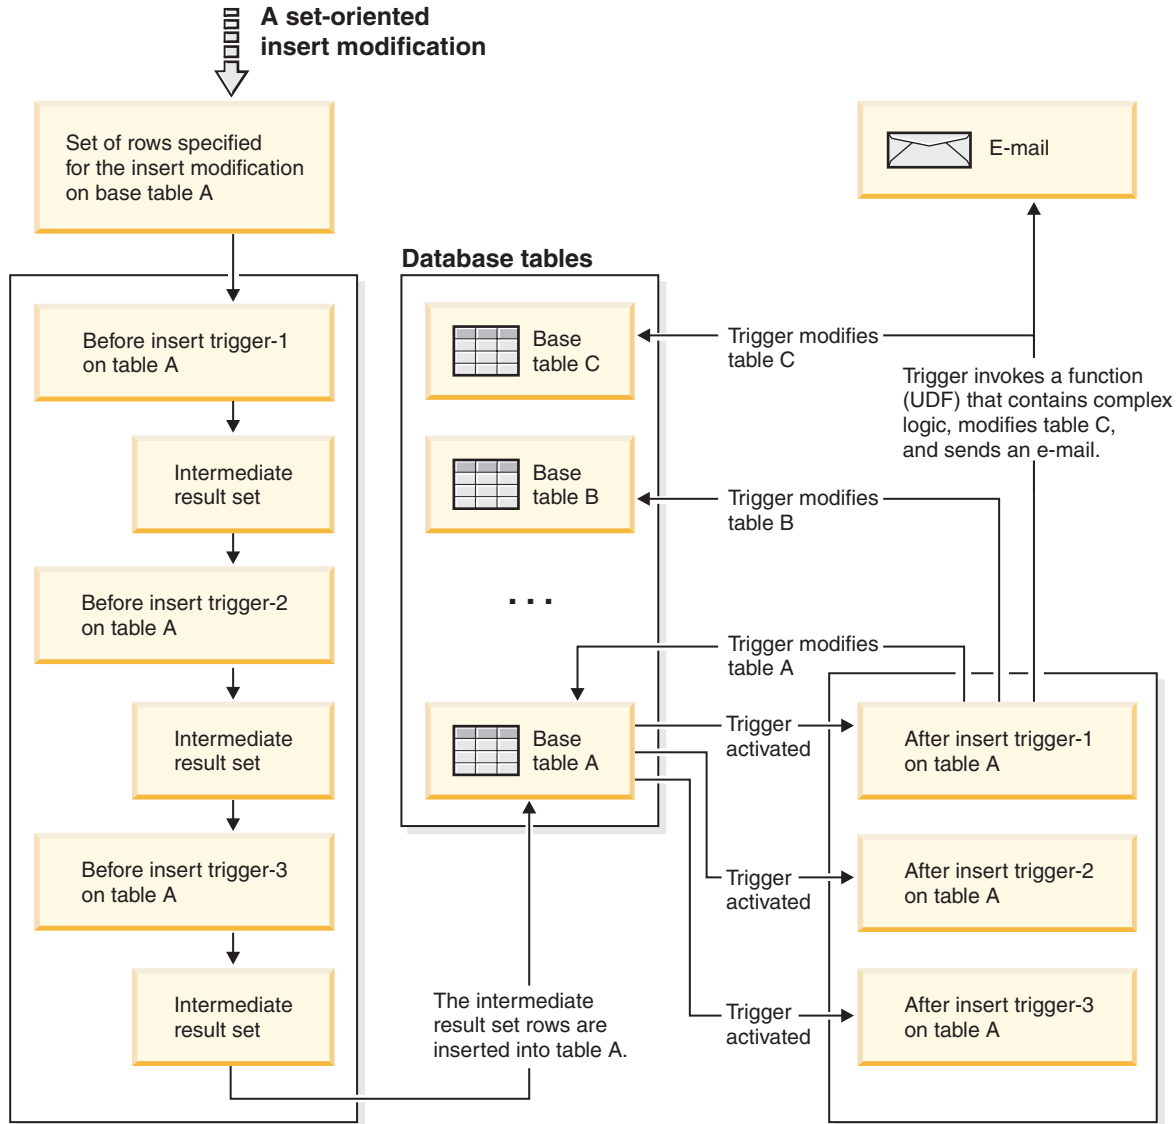 A set-oriented
insert modification
Set of rows specified
for the insert modification
on base table A
E-mail
Database tables
Before insert trigger-1
on table A
Intermediate
result set
Before insert trigger-2
on table A
Intermediate
result set
Before insert trigger-3
on table A
Intermediate
result set
Base
table C
Base
table B
...
Base
table A
The intermediate
result set rows are
inserted into table A.
Trigger modifies
table C
Trigger invokes a function
(UDF) that contains complex
logic, modifies table C,
and sends an e-mail.
Trigger modifies
table B
Trigger modifies
table A
Trigger
activated
Trigger
activated
Trigger
activated
After insert trigger-1
on table A
After insert trigger-2
on table A
After insert trigger-3
on table A